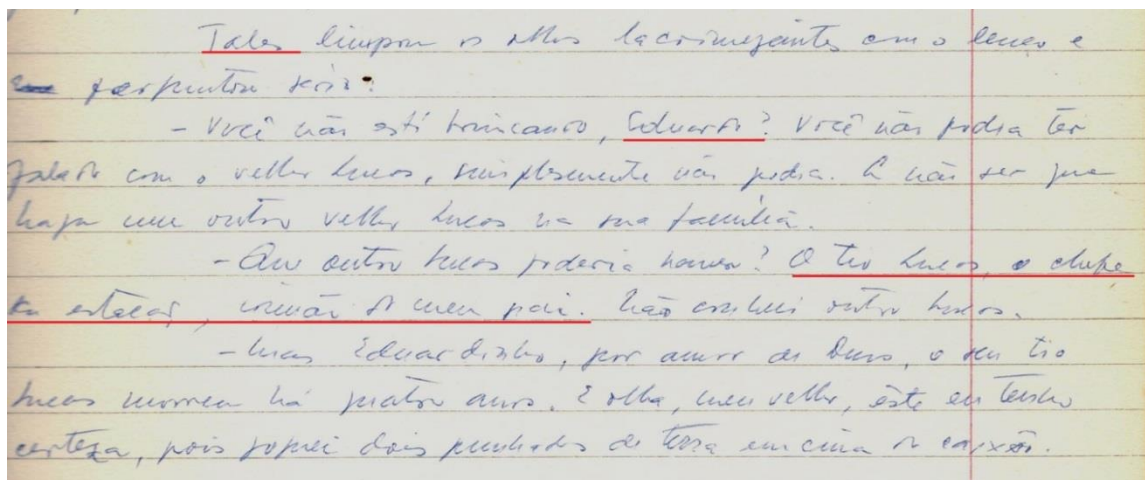 Tales limpou os olhos lacrimejantes com o lenço e
perguntou sério:
- Você não está brincando, Eduardo? Você não podia ter
falado com o velho Lucas, simplesmente não podia. A não ser que
haja um outro velho Lucas na sua família.
- Que outro Lucas poderia haver? O tio Lucas, o chefe
da estação, irmão do meu pai. Não conheci outro Lucas.
- Mas Eduardinho, por amor de Deus, o seu tio
Lucas morreu há quatro anos. E olha, meu velho, êste eu tenho
certeza, pois joguei dois punhados de terra em cima do caixão.